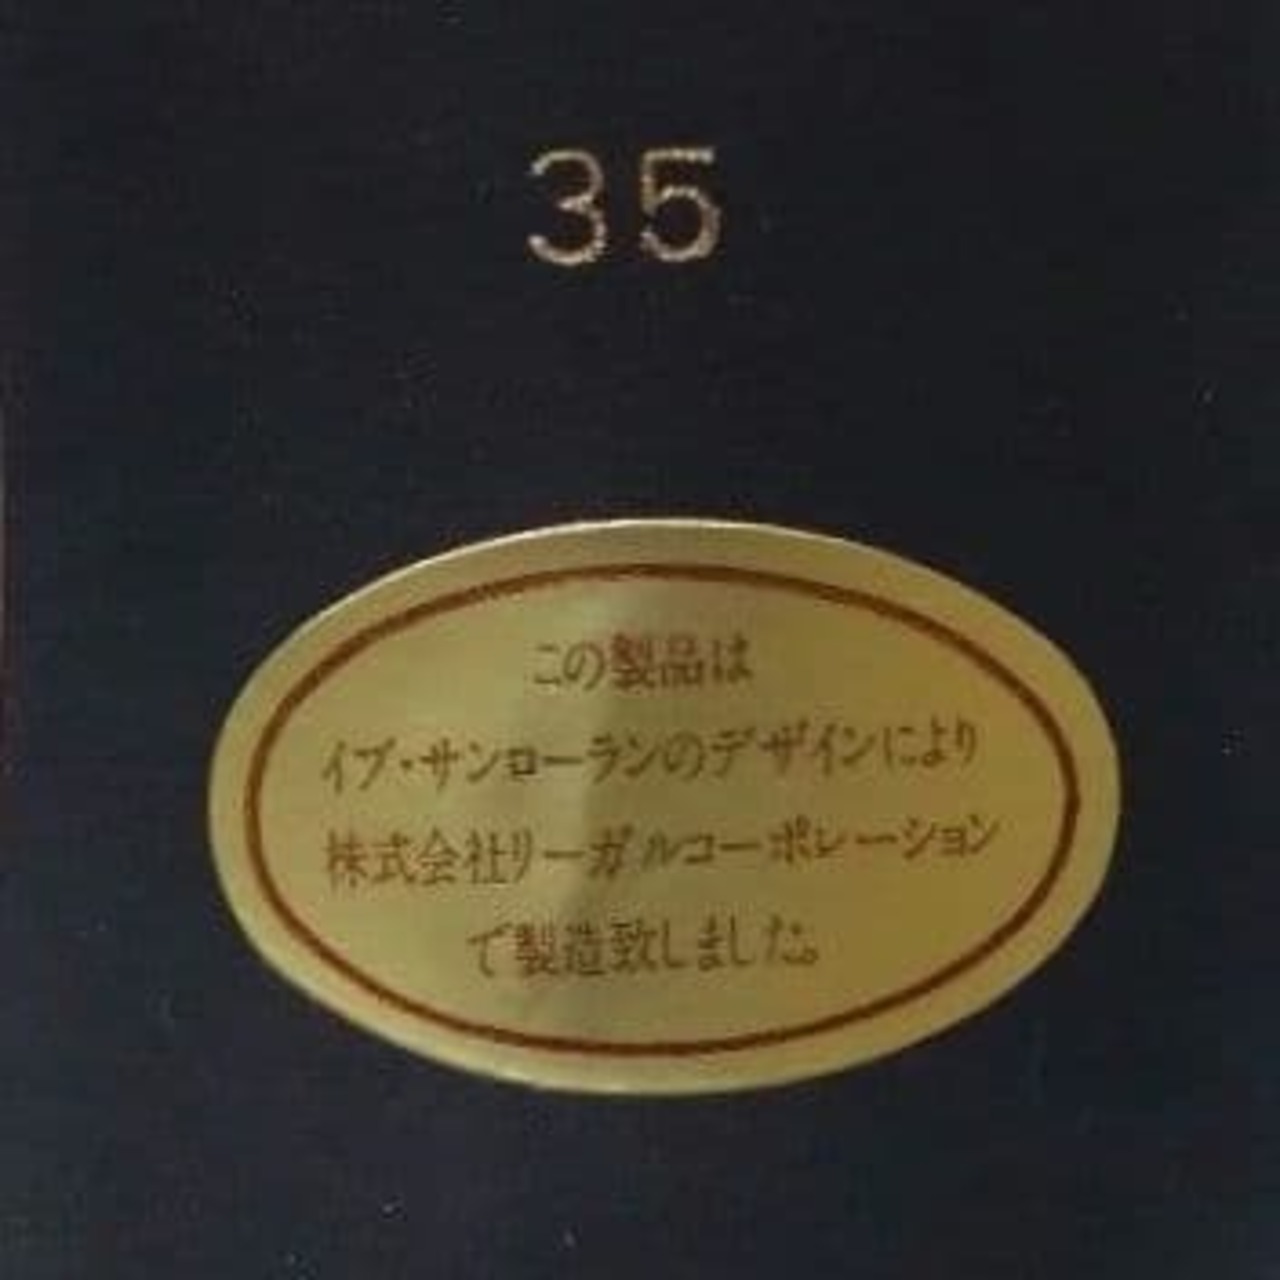 35
この製品は
イブ・サンローランのデザインにより
株式会社リーガルコーポレーション
で製造致しました。